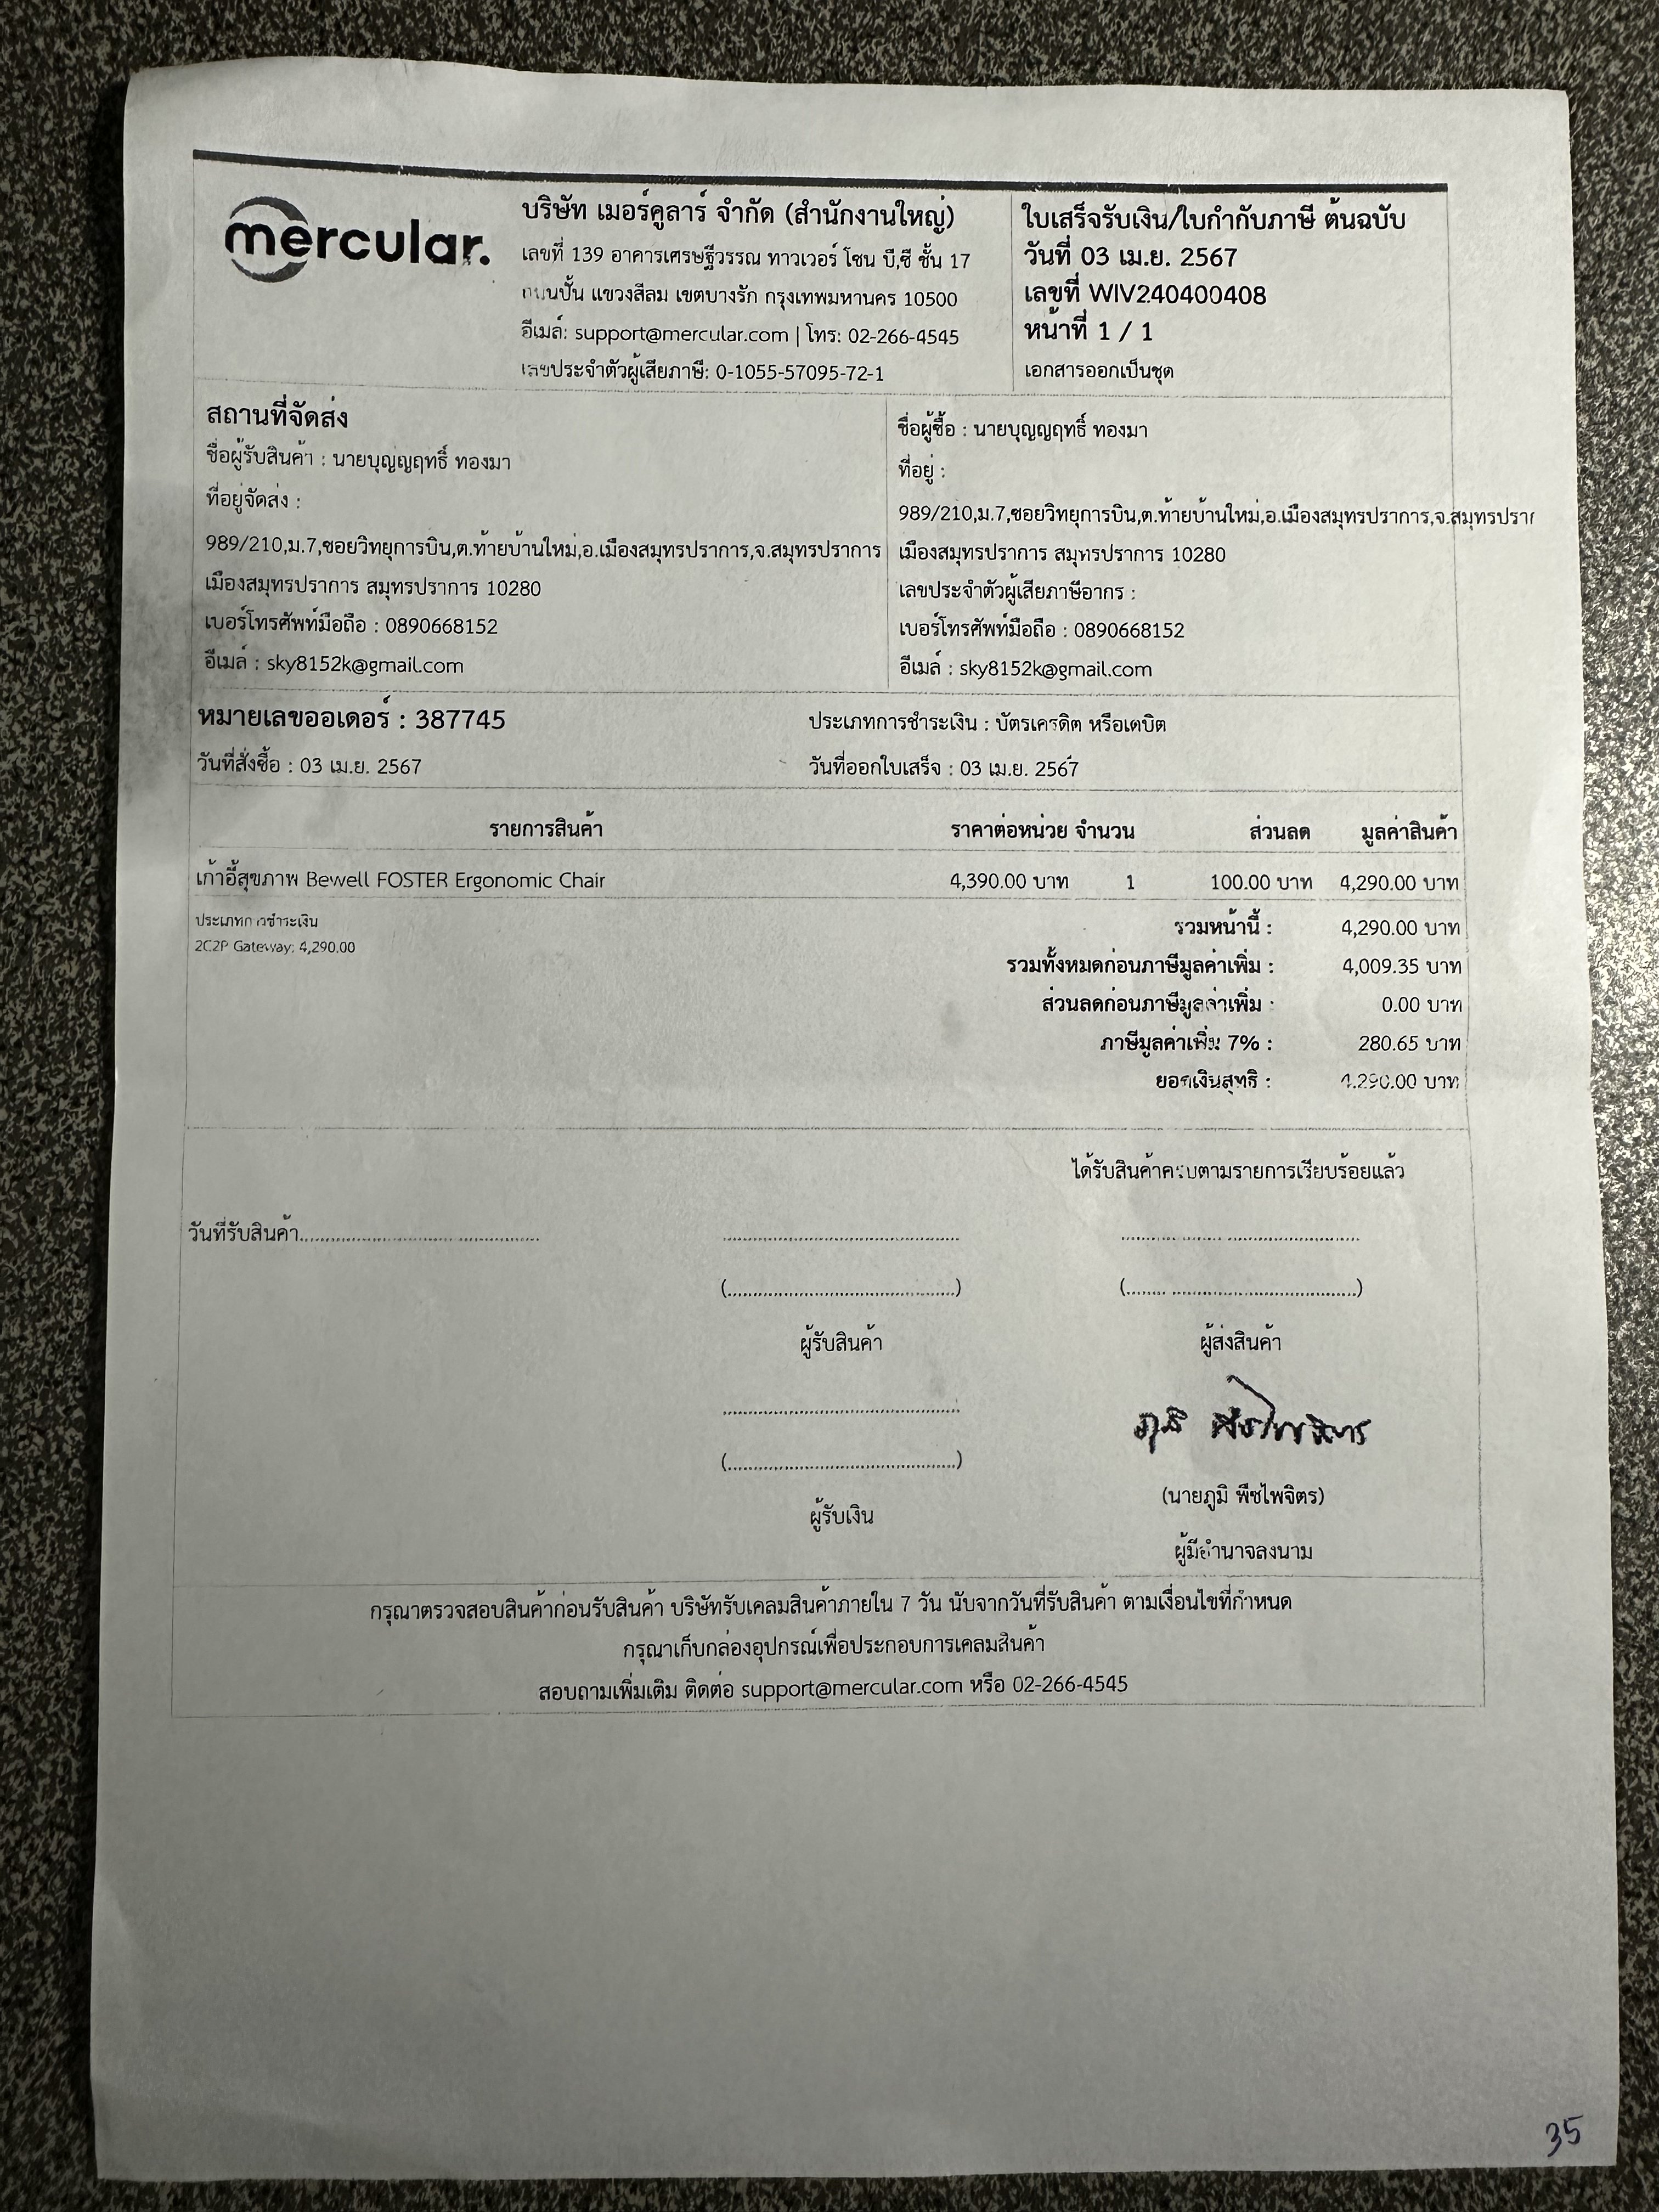 mercular.
บริษัท เมอร์คูลาร์ จำกัด (สำนักงานใหญ่)
เลขที่ 139 อาคารเศรษฐีวรรณ ทาวเวอร์ โซน บี,ซี ชั้น 17
ถนนปั้น แขวงสีลม เขตบางรัก กรุงเทพมหานคร 10500
อีเมล์: support@mercular.com | โทร: 02-266-4545
เลขประจำตัวผู้เสียภาษี: 0-1055-57095-72-1
ใบเสร็จรับเงิน/ใบกำกับภาษี ต้นฉบับ
วันที่ 03 เม.ย. 2567
เลขที่ WIV240400408
หน้าที่ 1 / 1
เอกสารออกเป็นชุด
สถานที่จัดส่ง
ชื่อผู้รับสินค้า : นายบุญญฤทธิ์ ทองมา
ที่อยู่จัดส่ง :
989/210,ม.7,ซอยวิทยุการบิน,ต.ท้ายบ้านใหม่,อ.เมืองสมุทรปราการ,จ.สมุทรปราการ
เมืองสมุทรปราการ สมุทรปราการ 10280
เบอร์โทรศัพท์มือถือ : 0890668152
อีเมล์ : sky8152k@gmail.com
ชื่อผู้ซื้อ : นายบุญญฤทธิ์ ทองมา
ที่อยู่ :
989/210,ม.7,ซอยวิทยุการบิน,ต.ท้ายบ้านใหม่,อ.เมืองสมุทรปราการ,จ.สมุทรปราก
เมืองสมุทรปราการ สมุทรปราการ 10280
เลขประจำตัวผู้เสียภาษีอากร :
เบอร์โทรศัพท์มือถือ : 0890668152
อีเมล์ : sky8152k@gmail.com
หมายเลขออเดอร์ : 387745 ประเภทการชำระเงิน : บัตรเครดิต หรือเดบิต
วันที่สั่งซื้อ : 03 เม.ย. 2567 วันที่ออกใบเสร็จ : 03 เม.ย. 2567
รายการสินค้า ราคาต่อหน่วย จำนวน ส่วนลด มูลค่าสินค้า
เก้าอี้สุขภาพ Bewell FOSTER Ergonomic Chair 4,390.00 บาท 1 100.00 บาท 4,290.00 บาท
ประเภทการชำระเงิน
2C2P Gateway: 4,290.00
รวมหน้านี้ : 4,290.00 บาท
รวมทั้งหมดก่อนภาษีมูลค่าเพิ่ม : 4,009.35 บาท
ส่วนลดก่อนภาษีมูลค่าเพิ่ม : 0.00 บาท
ภาษีมูลค่าเพิ่ม 7% : 280.65 บาท
ยอดเงินสุทธิ : 4,290.00 บาท
ได้รับสินค้าครบตามรายการเรียบร้อยแล้ว
วันที่รับสินค้า........................................ ........................................ ........................................
(........................................) (........................................)
ผู้รับสินค้า ผู้ส่งสินค้า
........................................ ภูมิ พืชไพจิตร
(........................................) (นายภูมิ พืชไพจิตร)
ผู้รับเงิน ผู้มีอำนาจลงนาม
กรุณาตรวจสอบสินค้าก่อนรับสินค้า บริษัทรับเคลมสินค้าภายใน 7 วัน นับจากวันที่รับสินค้า ตามเงื่อนไขที่กำหนด
กรุณาเก็บกล่องอุปกรณ์เพื่อประกอบการเคลมสินค้า
สอบถามเพิ่มเติม ติดต่อ support@mercular.com หรือ 02-266-4545
35